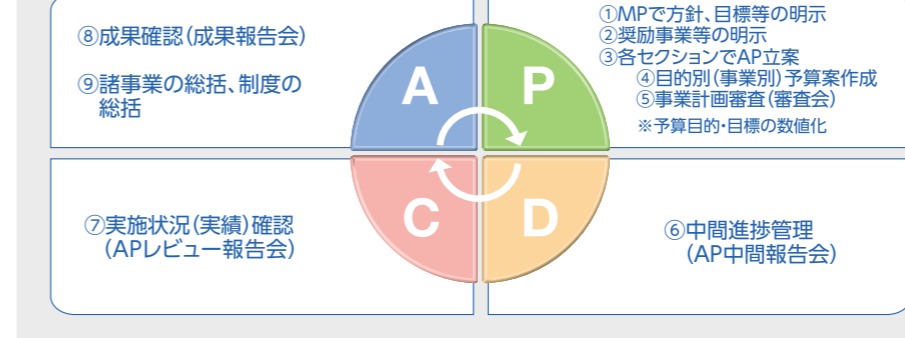 ⑧成果確認（成果報告会）
⑨諸事業の総括、制度の
総括
A
P
①MPで方針、目標等の明示
②奨励事業等の明示
③各セクションでAP立案
④目的別（事業別）予算案作成
⑤事業計画審査（審査会）
※予算目的・目標の数値化
⑦実施状況（実績）確認
（APレビュー報告会）
C
D
⑥中間進捗管理
（AP中間報告会）